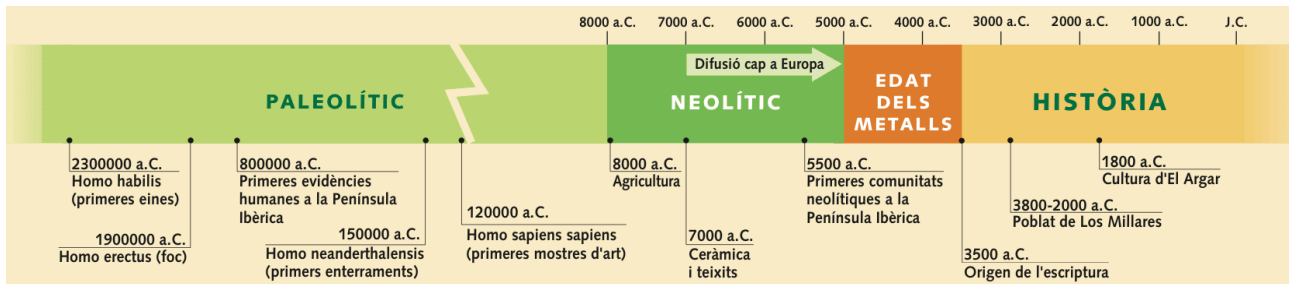 8000 a.C. 7000 a.C. 6000 a.C. 5000 a.C. 4000 a.C. 3000 a.C. 2000 a.C. 1000 a.C. J.C.
Difusió cap a Europa
PALEOLÍTIC
NEOLÍTIC
EDAT
DELS
METALLS
HISTÒRIA
2300000 a.C.
Homo habilis
(primeres eines)
1900000 a.C.
Homo erectus (foc)
800000 a.C.
Primeres evidències
humanes a la Península
Ibèrica
150000 a.C.
Homo neanderthalensis
(primers enterraments)
120000 a.C.
Homo sapiens sapiens
(primeres mostres d'art)
8000 a.C.
Agricultura
7000 a.C.
Ceràmica
i teixits
5500 a.C.
Primeres comunitats
neolítiques a la
Península Ibèrica
3500 a.C.
Origen de l'escriptura
3800-2000 a.C.
Poblat de Los Millares
1800 a.C.
Cultura d'El Argar